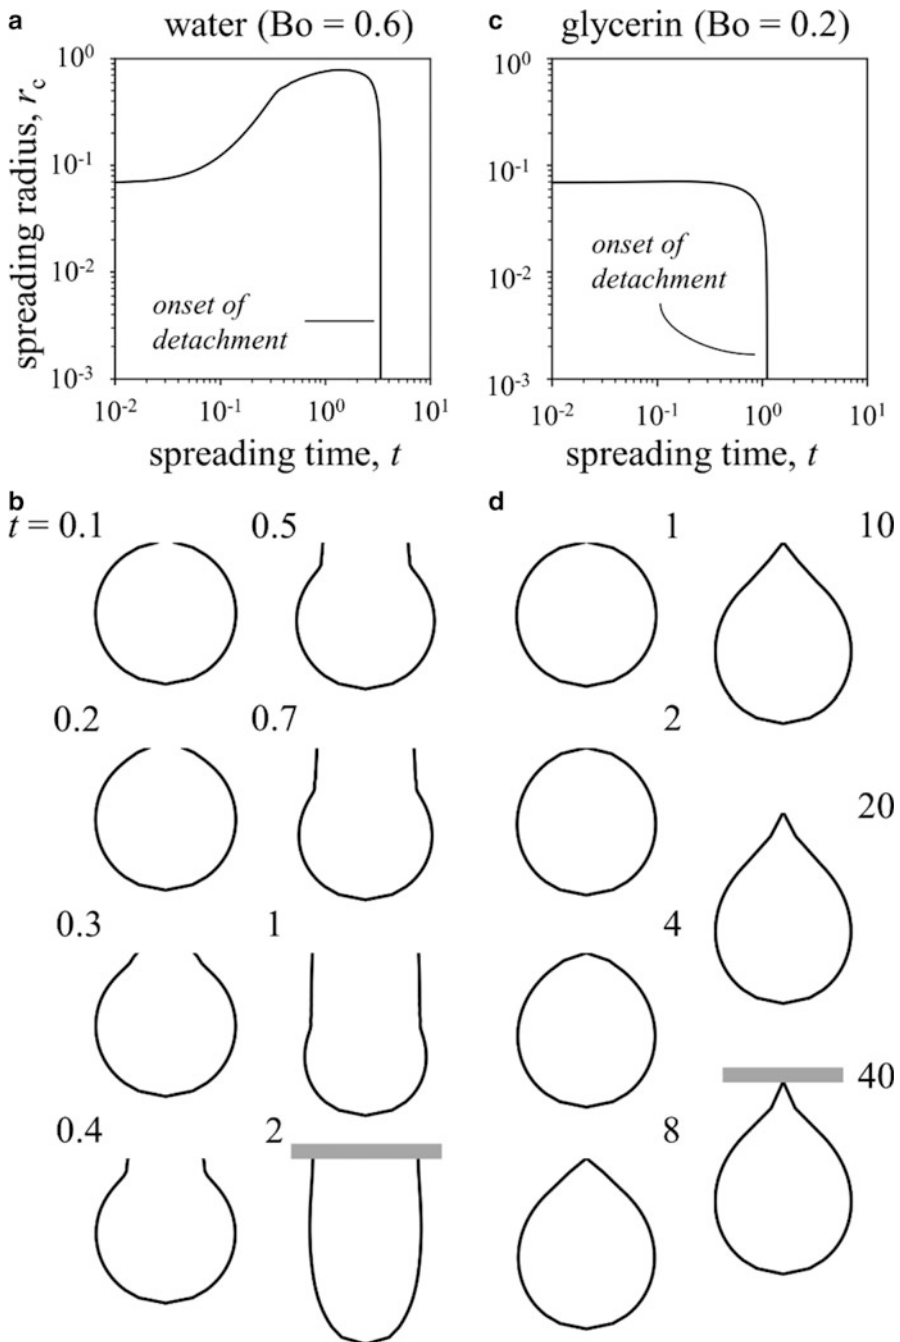 a water (Bo = 0.6)
spreading radius, r_c
10^0
10^-1
10^-2
10^-3
onset of
detachment
10^-2 10^-1 10^0 10^1
spreading time, t
c glycerin (Bo = 0.2)
10^0
10^-1
10^-2
10^-3
onset of
detachment
10^-2 10^-1 10^0 10^1
spreading time, t
b
t = 0.1 0.5
0.2 0.7
0.3 1
0.4 2
d
1 10
2 20
4 40
8